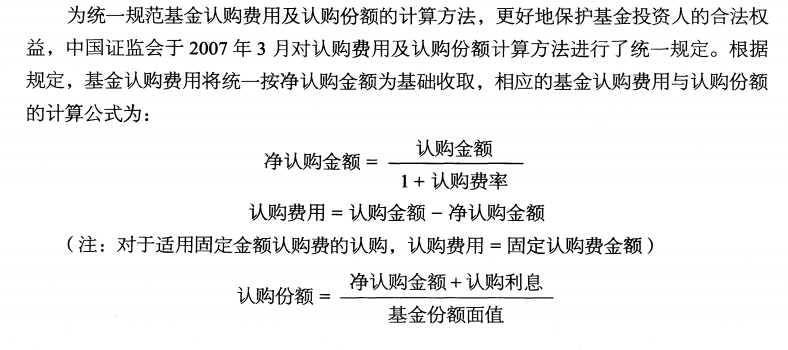 为统一规范基金认购费用及认购份额的计算方法，更好地保护基金投资人的合法权
益，中国证监会于 2007 年 3 月对认购费用及认购份额计算方法进行了统一规定。根据
规定，基金认购费用将统一按净认购金额为基础收取，相应的基金认购费用与认购份额
的计算公式为：
净认购金额 = 认购金额
1 + 认购费率
认购费用 = 认购金额 − 净认购金额
（注：对于适用固定金额认购费的认购，认购费用 = 固定认购费金额）
认购份额 = 净认购金额 + 认购利息
基金份额面值